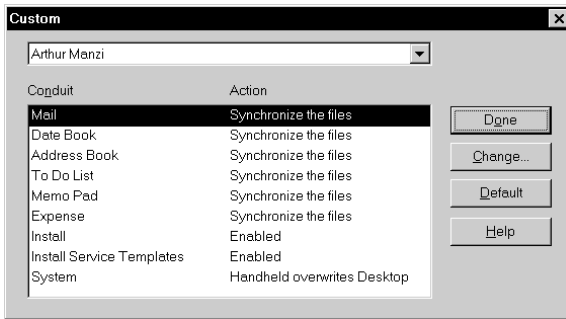 Custom
Arthur Manzi
Conduit Action
Mail Synchronize the files
Date Book Synchronize the files
Address Book Synchronize the files
To Do List Synchronize the files
Memo Pad Synchronize the files
Expense Synchronize the files
Install Enabled
Install Service Templates Enabled
System Handheld overwrites Desktop
Done
Change...
Default
Help